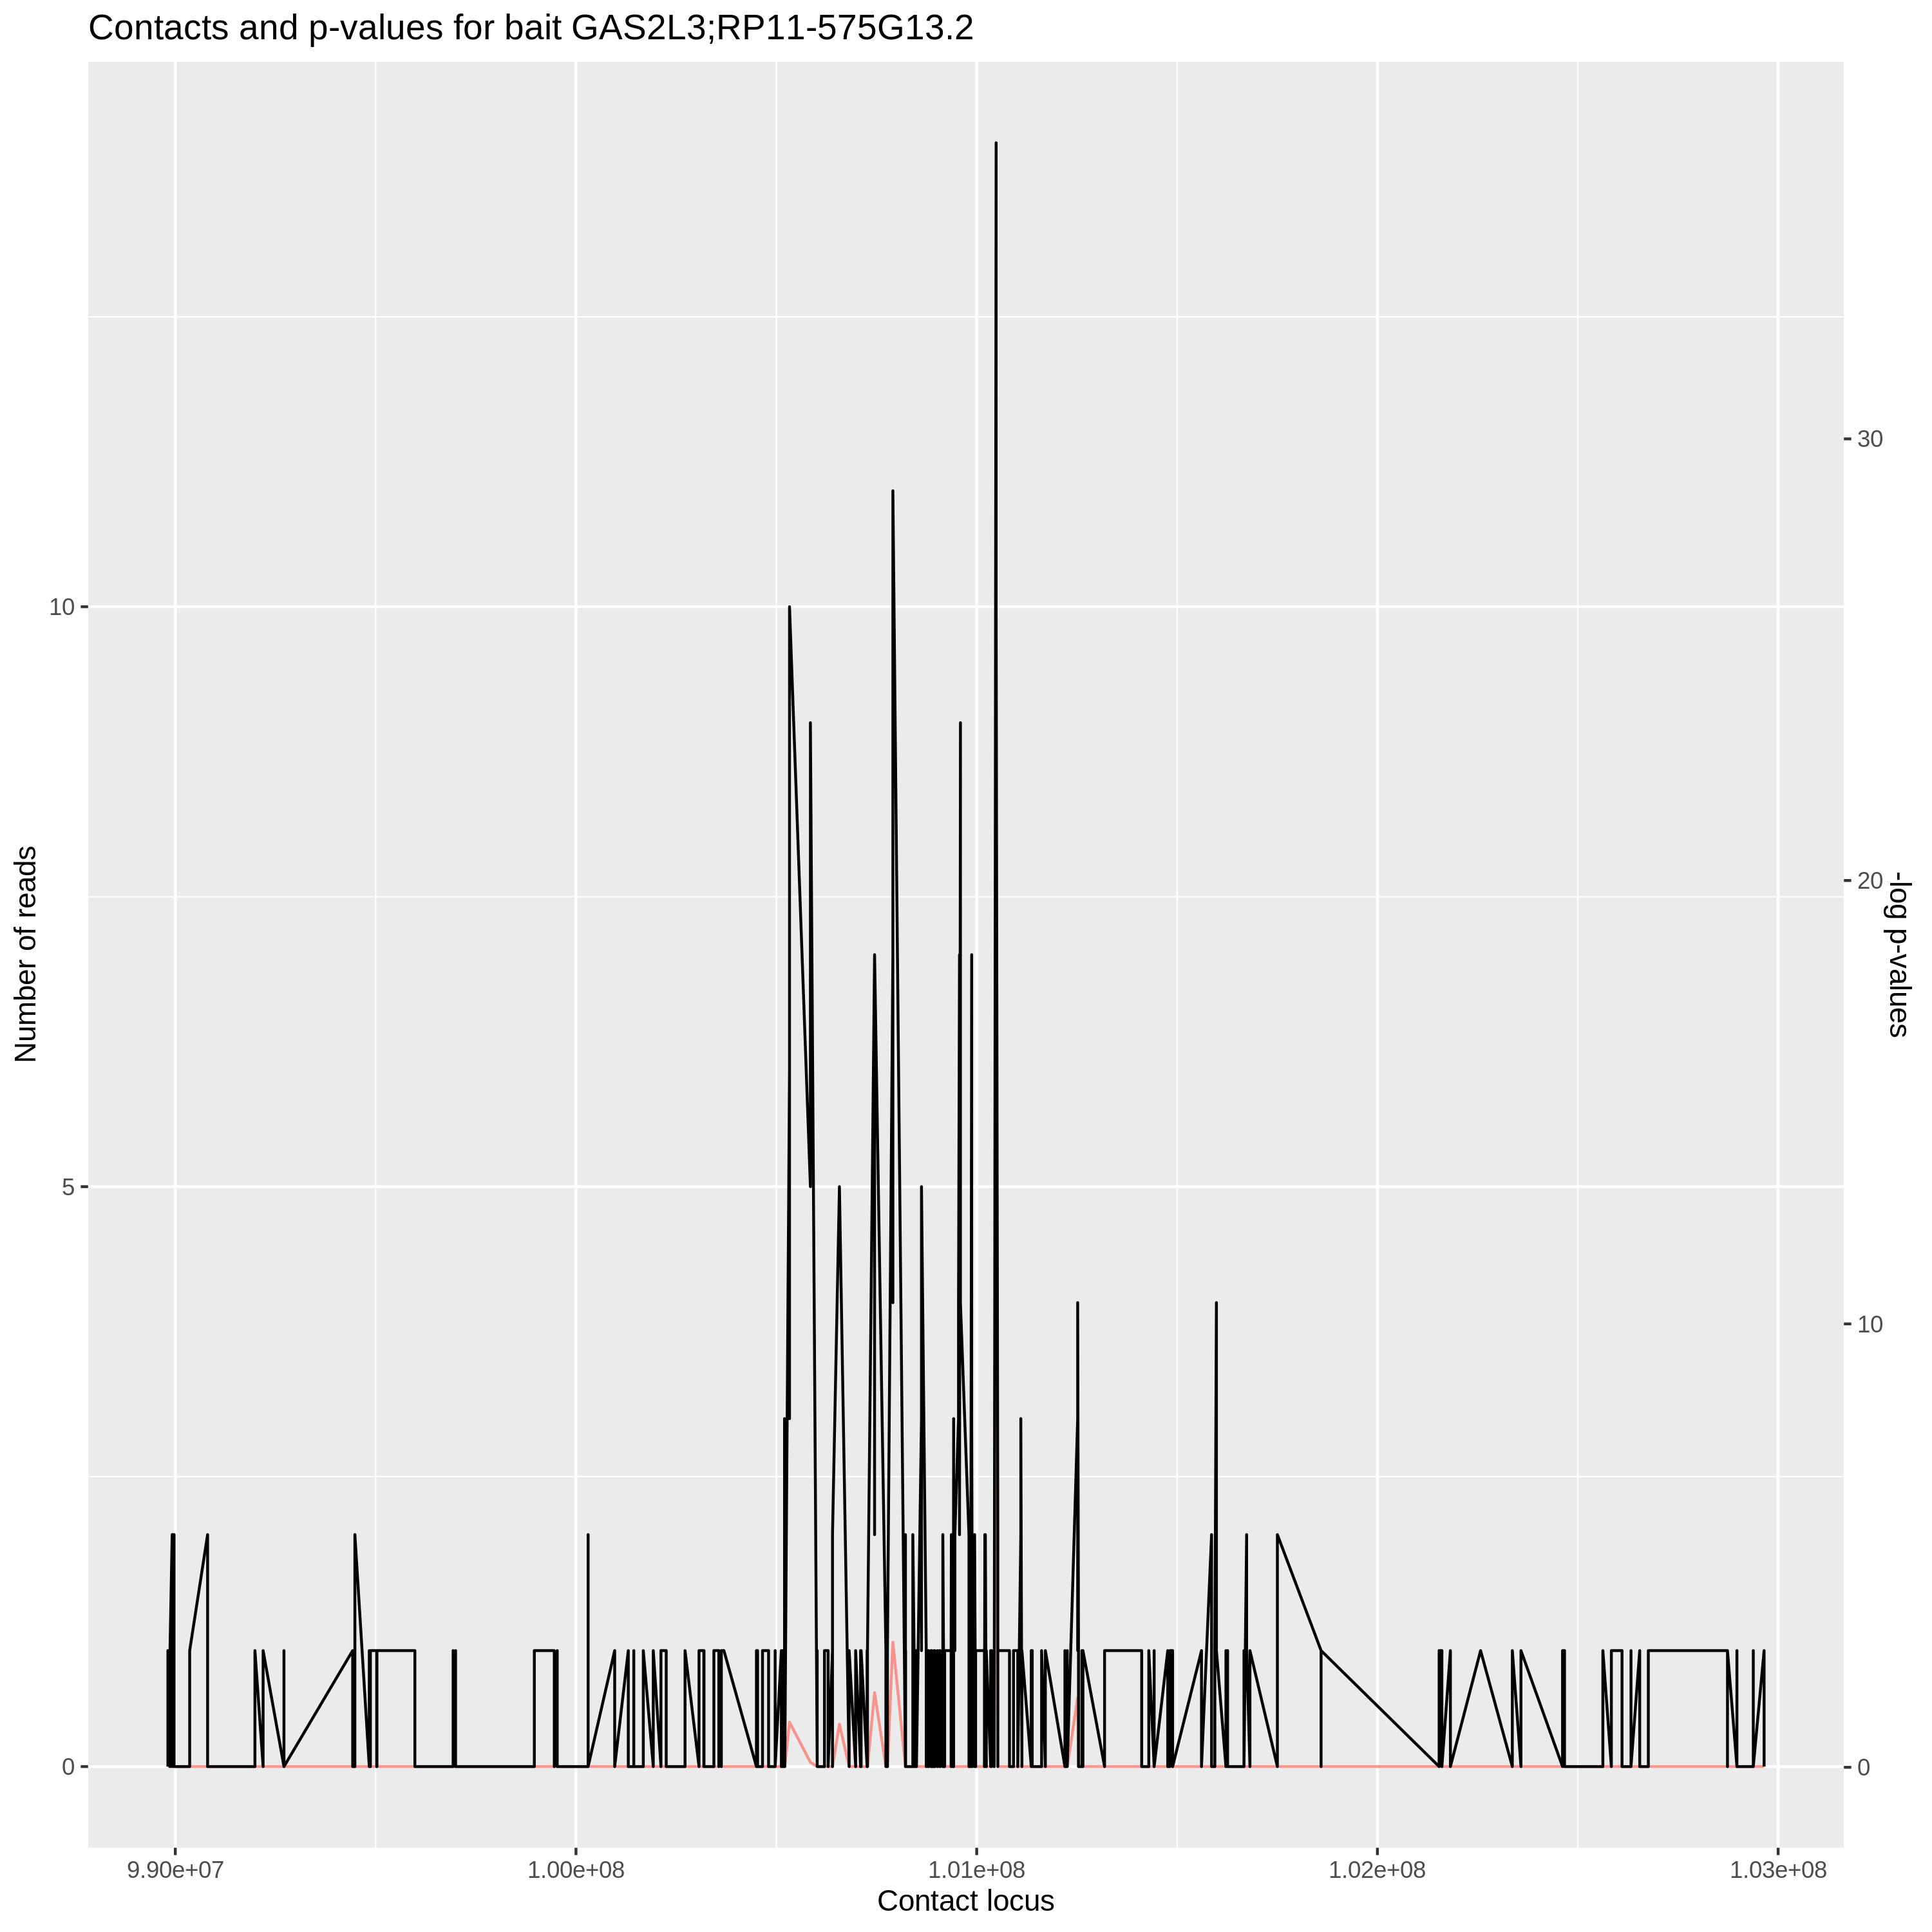 Contacts and p-values for bait GAS2L3;RP11-575G13.2
Number of reads
10
5
0
30
20
10
0
-log p-values
9.90e+07
1.00e+08
1.01e+08
1.02e+08
1.03e+08
Contact locus